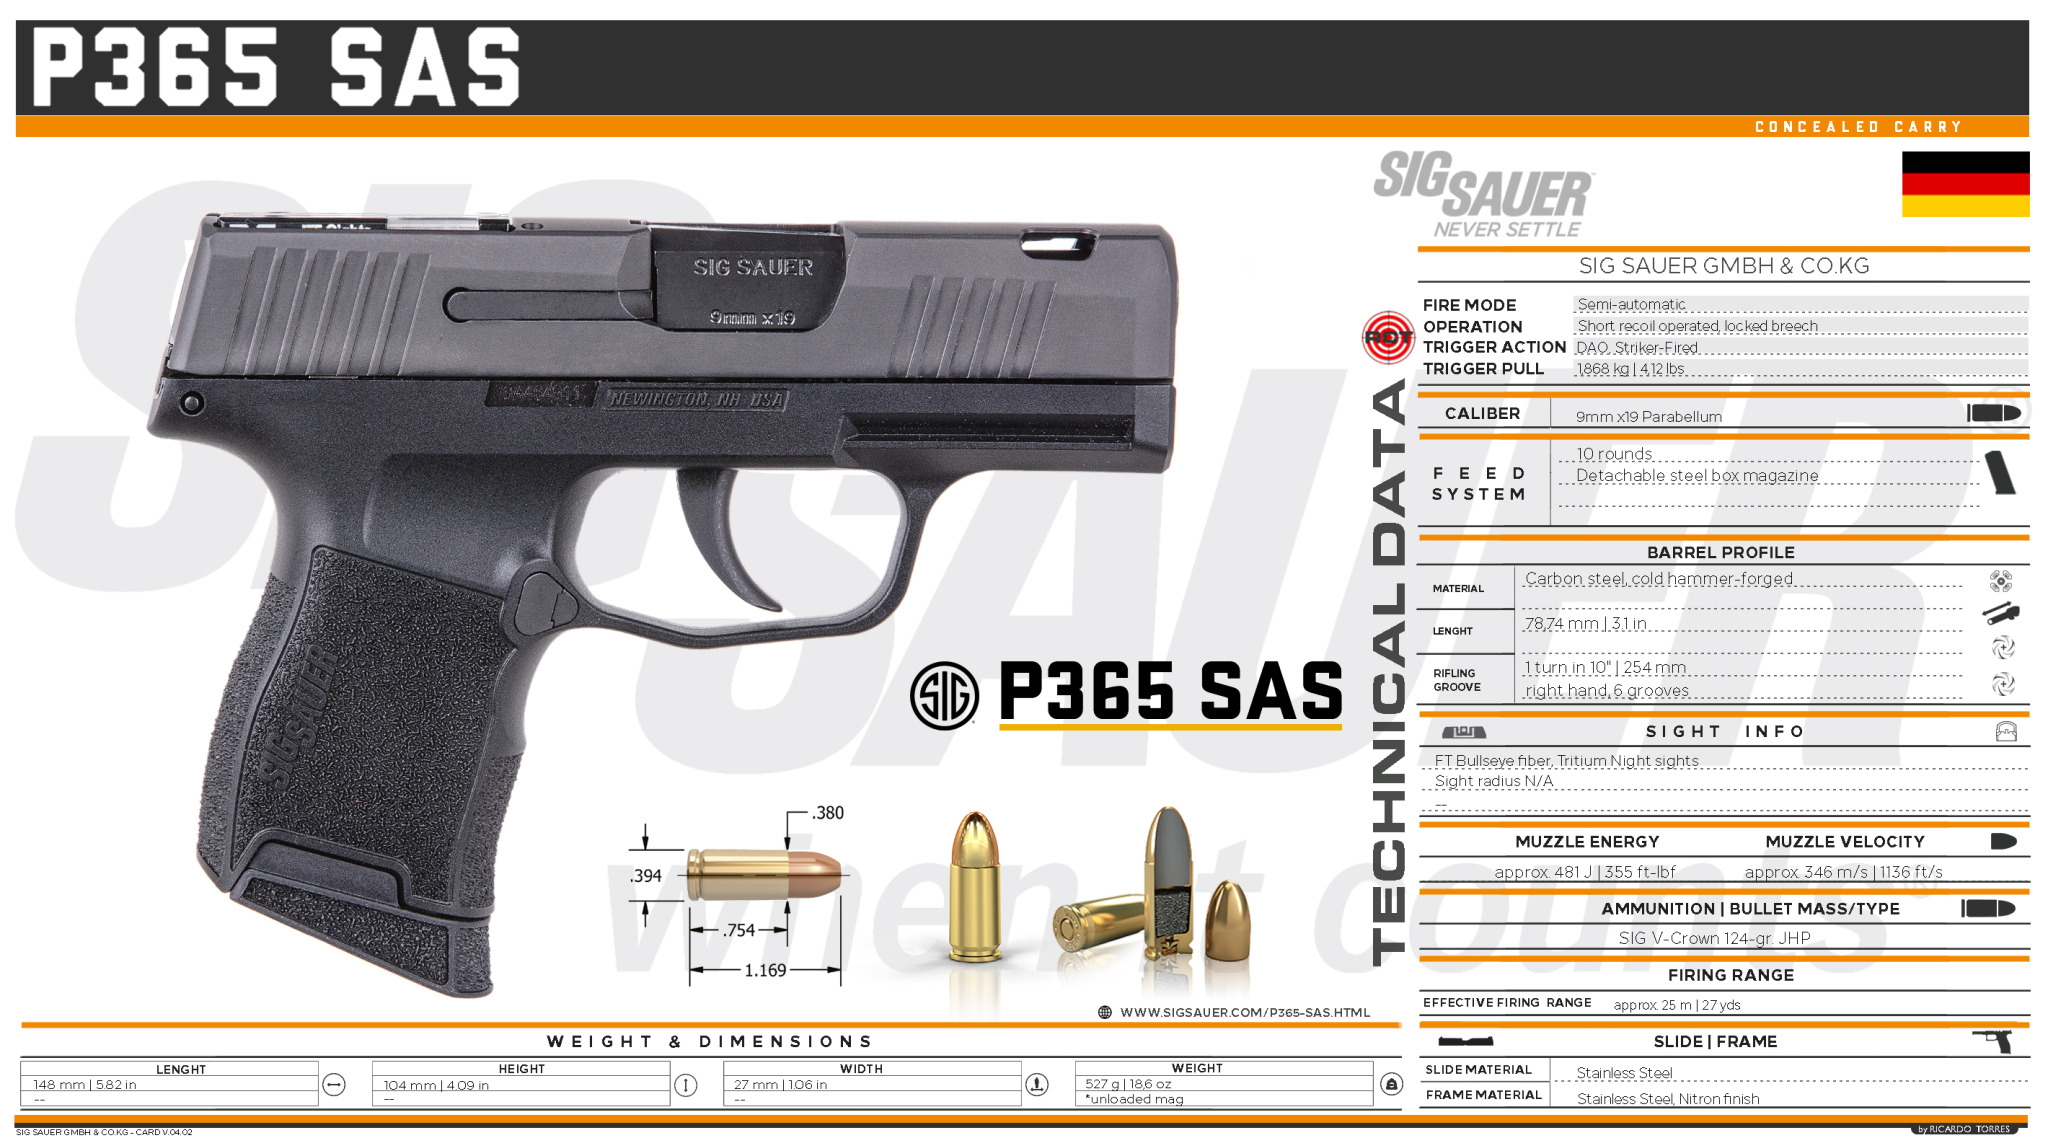 P365 SAS
CONCEALED CARRY
SIG SAUER
NEVER SETTLE
SIG SAUER GMBH & CO.KG
FIRE MODE Semi-automatic
OPERATION Short recoil operated, locked breech
TRIGGER ACTION DAO, Striker-Fired
TRIGGER PULL 1,868 kg | 4,12 lbs
CALIBER 9mm x19 Parabellum
FEED SYSTEM
10 rounds
Detachable steel box magazine
BARREL PROFILE
MATERIAL Carbon steel, cold hammer-forged
LENGHT 78,74 mm | 3.1 in
RIFLING GROOVE
1 turn in 10" | 254 mm
right hand, 6 grooves
SIGHT INFO
FT Bullseye fiber, Tritium Night sights
Sight radius N/A
--
MUZZLE ENERGY MUZZLE VELOCITY
approx. 481 J | 355 ft-lbf approx. 346 m/s | 1136 ft/s
AMMUNITION | BULLET MASS/TYPE
SIG V-Crown 124-gr. JHP
FIRING RANGE
EFFECTIVE FIRING RANGE approx. 25 m | 27 yds
SLIDE | FRAME
SLIDE MATERIAL Stainless Steel
FRAME MATERIAL Stainless Steel, Nitron finish
TECHNICAL DATA
RDT
SIG SAUER
9mm x19
NEWINGTON, NH USA
SIG SAUER
SIG P365 SAS
.380
.394
.754
1.169
SIG SAUER
when it counts
WWW.SIGSAUER.COM/P365-SAS.HTML
WEIGHT & DIMENSIONS
LENGHT HEIGHT WIDTH WEIGHT
148 mm | 5.82 in 104 mm | 4.09 in 27 mm | 1.06 in 527 g | 18,6 oz
-- -- -- *unloaded mag
SIG SAUER GMBH & CO.KG - CARD V.04.02
by RICARDO TORRES